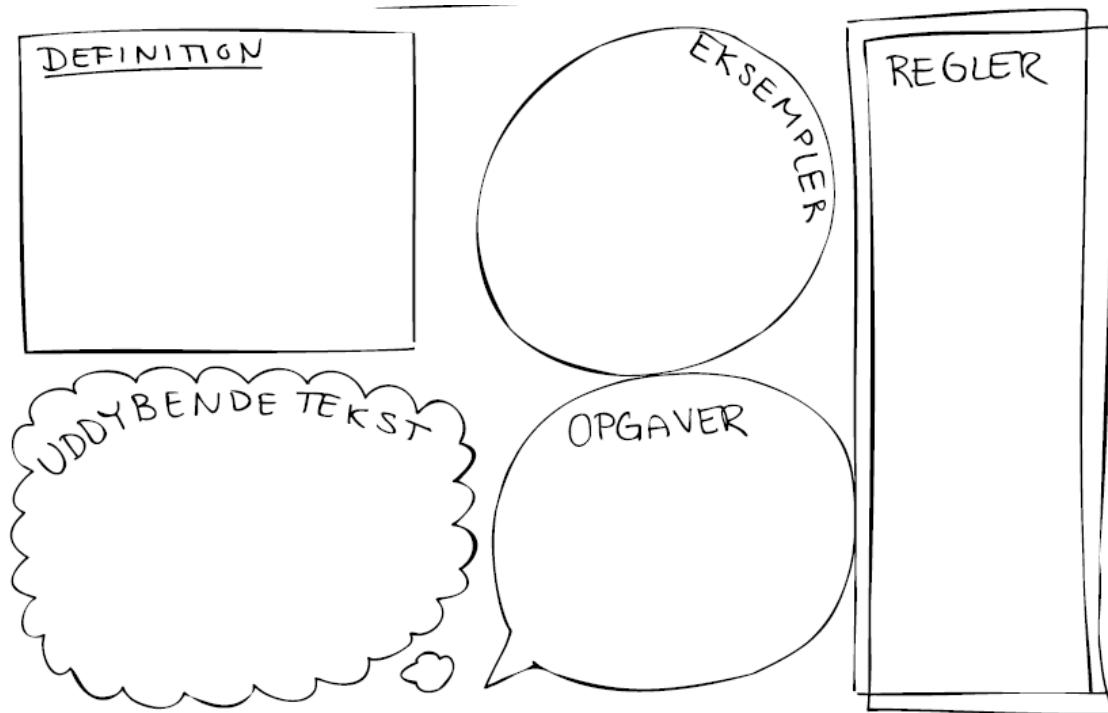 DEFINITION
EKSEMPLER
REGLER
UDDYBENDE TEKST
OPGAVER